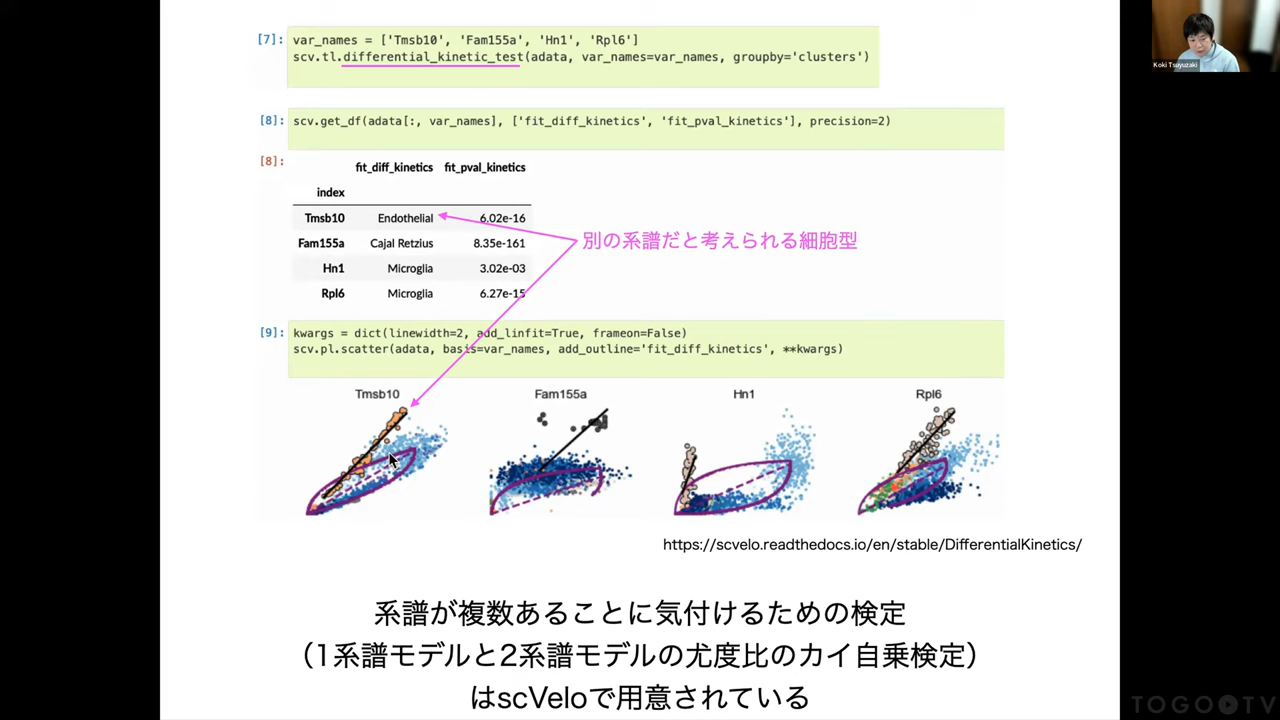 [7]: var_names = ['Tmsb10', 'Fam155a', 'Hn1', 'Rpl6']
scv.tl.differential_kinetic_test(adata, var_names=var_names, groupby='clusters')
Koki Tsuyuzaki
[8]: scv.get_df(adata[:, var_names], ['fit_diff_kinetics', 'fit_pval_kinetics'], precision=2)
[8]: fit_diff_kinetics fit_pval_kinetics
index
Tmsb10 Endothelial 6.02e-16
別の系譜だと考えられる細胞型
Fam155a Cajal Retzius 8.35e-161
Hn1 Microglia 3.02e-03
Rpl6 Microglia 6.27e-15
[9]: kwargs = dict(linewidth=2, add_linfit=True, frameon=False)
scv.pl.scatter(adata, basis=var_names, add_outline='fit_diff_kinetics', **kwargs)
Tmsb10 Fam155a Hn1 Rpl6
https://scvelo.readthedocs.io/en/stable/DifferentialKinetics/
系譜が複数あることに気付けるための検定
（1系譜モデルと2系譜モデルの尤度比のカイ自乗検定）
はscVeloで用意されている
TOGO TV